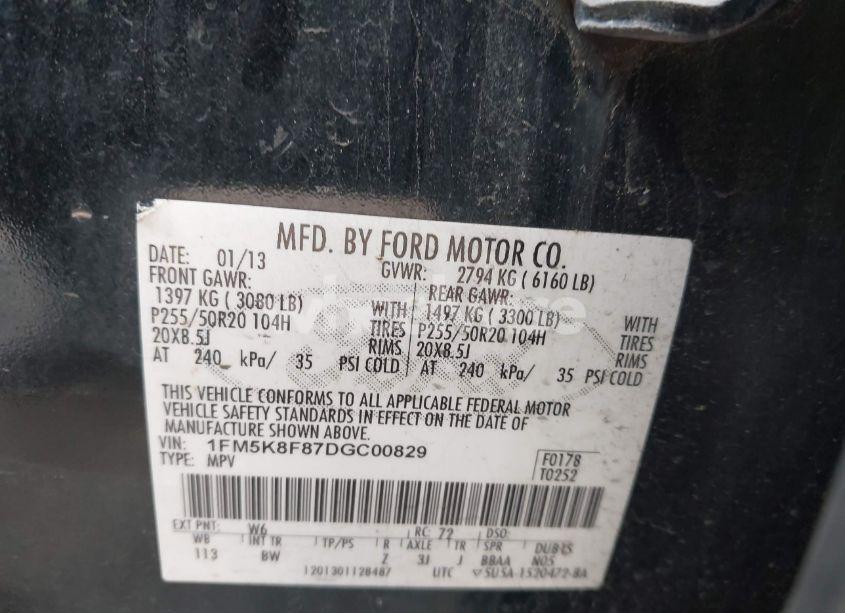 MFD. BY FORD MOTOR CO.
DATE: 01/13 GVWR: 2794 KG ( 6160 LB)
FRONT GAWR: REAR GAWR:
1397 KG ( 3080 LB) WITH 1497 KG ( 3300 LB) WITH
P255/50R20 104H TIRES P255/50R20 104H TIRES
20X8.5J RIMS 20X8.5J RIMS
AT 240 kPa/ 35 PSI COLD AT 240 kPa/ 35 PSI COLD
THIS VEHICLE CONFORMS TO ALL APPLICABLE FEDERAL MOTOR
VEHICLE SAFETY STANDARDS IN EFFECT ON THE DATE OF
MANUFACTURE SHOWN ABOVE.
VIN: 1FM5K8F87DGC00829
TYPE: MPV
F0178
T0252
EXT PNT: W6 RC: 72 DSO:
WB INT TR TP/PS R AXLE TR SPR
113 BW Z 3J J BBAA N05
1201301128487 UTC 5U5A-1520472-BA